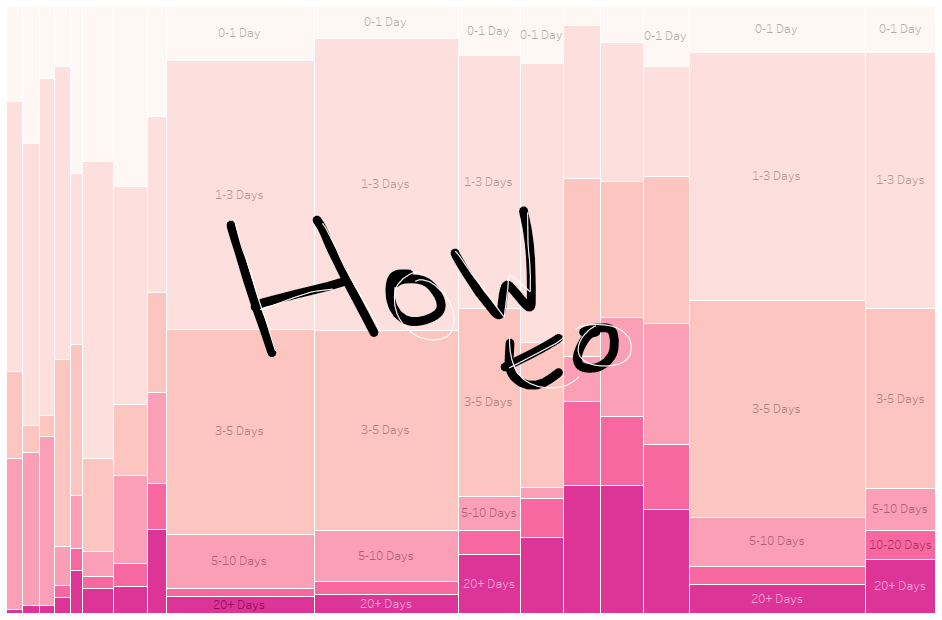 0-1 Day 0-1 Day 0-1 Day 0-1 Day 0-1 Day 0-1 Day 0-1 Day
1-3 Days 1-3 Days 1-3 Days 1-3 Days 1-3 Days
How
to
3-5 Days 3-5 Days 3-5 Days 3-5 Days 3-5 Days
5-10 Days 5-10 Days 5-10 Days 5-10 Days 5-10 Days
10-20 Days
20+ Days 20+ Days 20+ Days 20+ Days 20+ Days